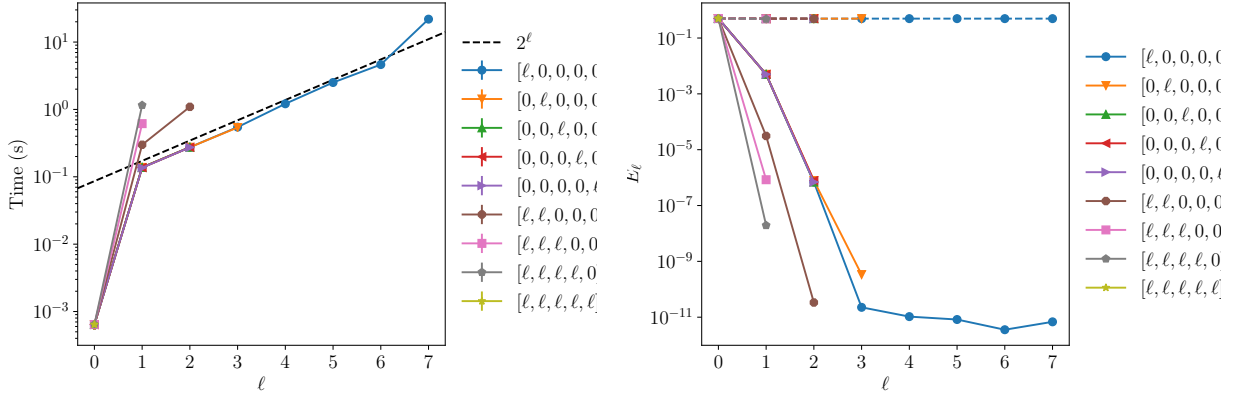 10¹
10⁰
10⁻¹
10⁻²
10⁻³
Time (s)
0 1 2 3 4 5 6 7
ℓ
2^ℓ
[ℓ, 0, 0, 0, 0
[0, ℓ, 0, 0, 0
[0, 0, ℓ, 0, 0
[0, 0, 0, ℓ, 0
[0, 0, 0, 0, ℓ
[ℓ, ℓ, 0, 0, 0
[ℓ, ℓ, ℓ, 0, 0
[ℓ, ℓ, ℓ, ℓ, 0
[ℓ, ℓ, ℓ, ℓ, ℓ]
10⁻¹
10⁻³
10⁻⁵
10⁻⁷
10⁻⁹
10⁻¹¹
E_ℓ
0 1 2 3 4 5 6 7
ℓ
[ℓ, 0, 0, 0, 0
[0, ℓ, 0, 0, 0
[0, 0, ℓ, 0, 0
[0, 0, 0, ℓ, 0
[0, 0, 0, 0, ℓ
[ℓ, ℓ, 0, 0, 0
[ℓ, ℓ, ℓ, 0, 0
[ℓ, ℓ, ℓ, ℓ, 0
[ℓ, ℓ, ℓ, ℓ, ℓ]